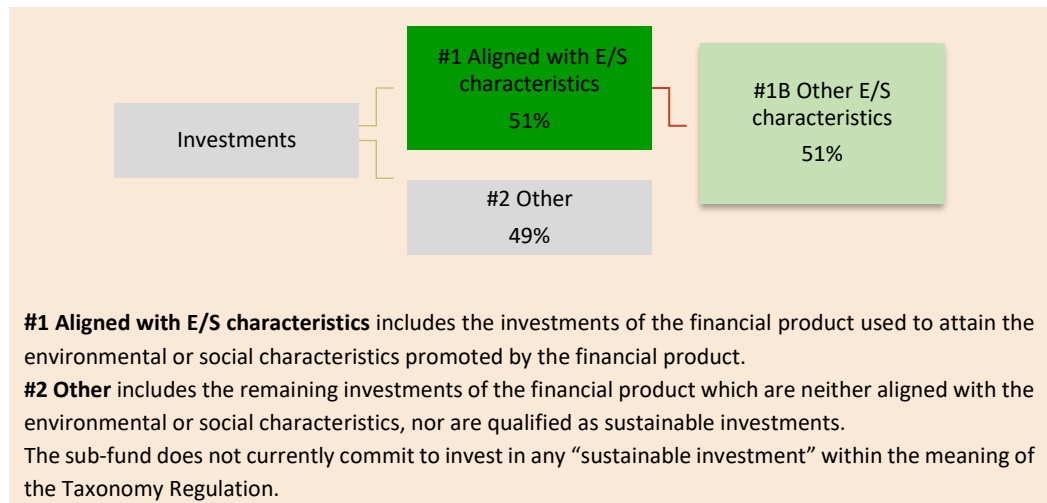 #1 Aligned with E/S
characteristics
51%
#1B Other E/S
characteristics
51%
Investments
#2 Other
49%
#1 Aligned with E/S characteristics includes the investments of the financial product used to attain the
environmental or social characteristics promoted by the financial product.
#2 Other includes the remaining investments of the financial product which are neither aligned with the
environmental or social characteristics, nor are qualified as sustainable investments.
The sub-fund does not currently commit to invest in any “sustainable investment” within the meaning of
the Taxonomy Regulation.